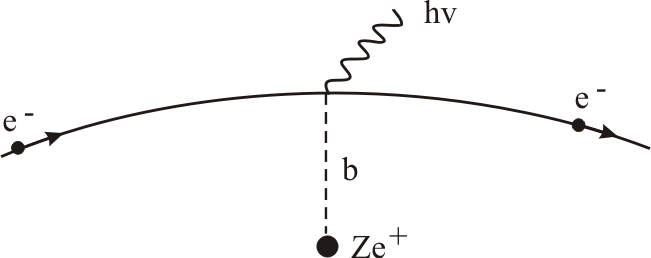 hν
e-
e-
b
Ze+